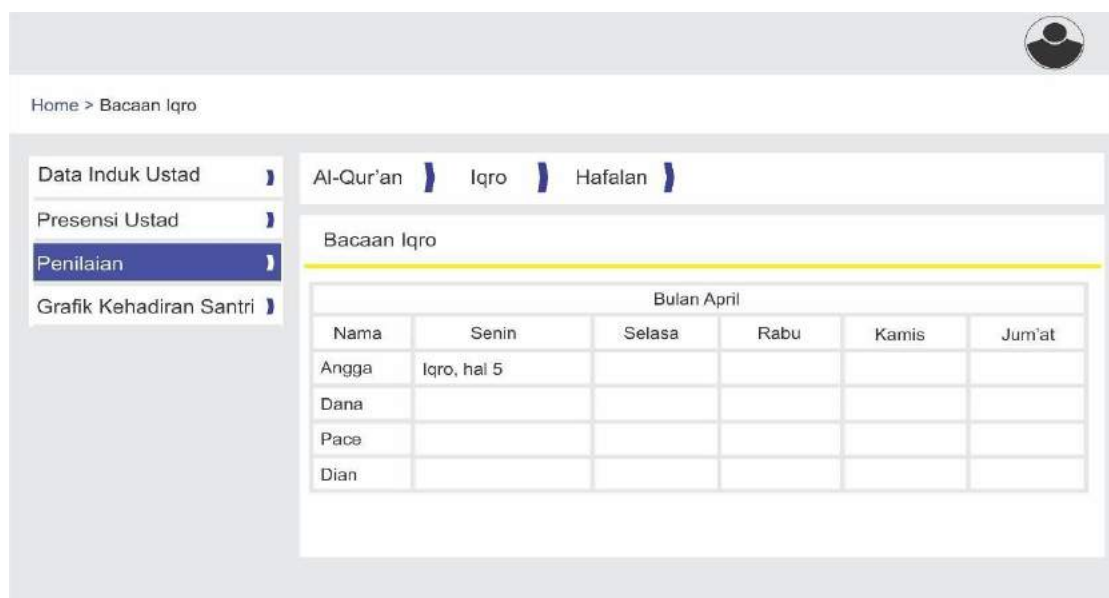 Home > Bacaan Iqro
Data Induk Ustad
Presensi Ustad
Penilaian
Grafik Kehadiran Santri
Al-Qur'an Iqro Hafalan
Bacaan Iqro
Bulan April
Nama Senin Selasa Rabu Kamis Jum'at
Angga Iqro, hal 5
Dana
Pace
Dian